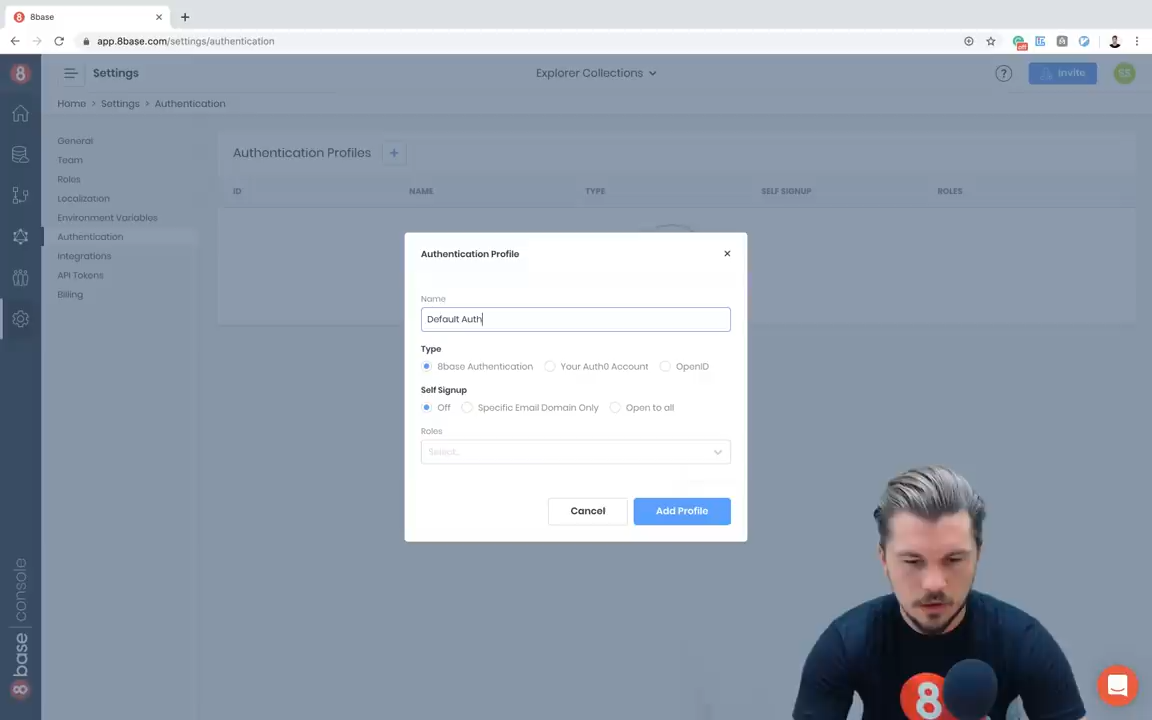 8base
app.8base.com/settings/authentication
off
Settings
Explorer Collections
?
Invite
Home > Settings > Authentication
General
Team
Roles
Localization
Environment Variables
Authentication
Integrations
API Tokens
Billing
Authentication Profiles +
ID NAME TYPE SELF SIGNUP ROLES
Authentication Profile
Name
Default Auth
Type
8base Authentication Your Auth0 Account OpenID
Self Signup
Off Specific Email Domain Only Open to all
Roles
Select...
Cancel Add Profile
8base console
8